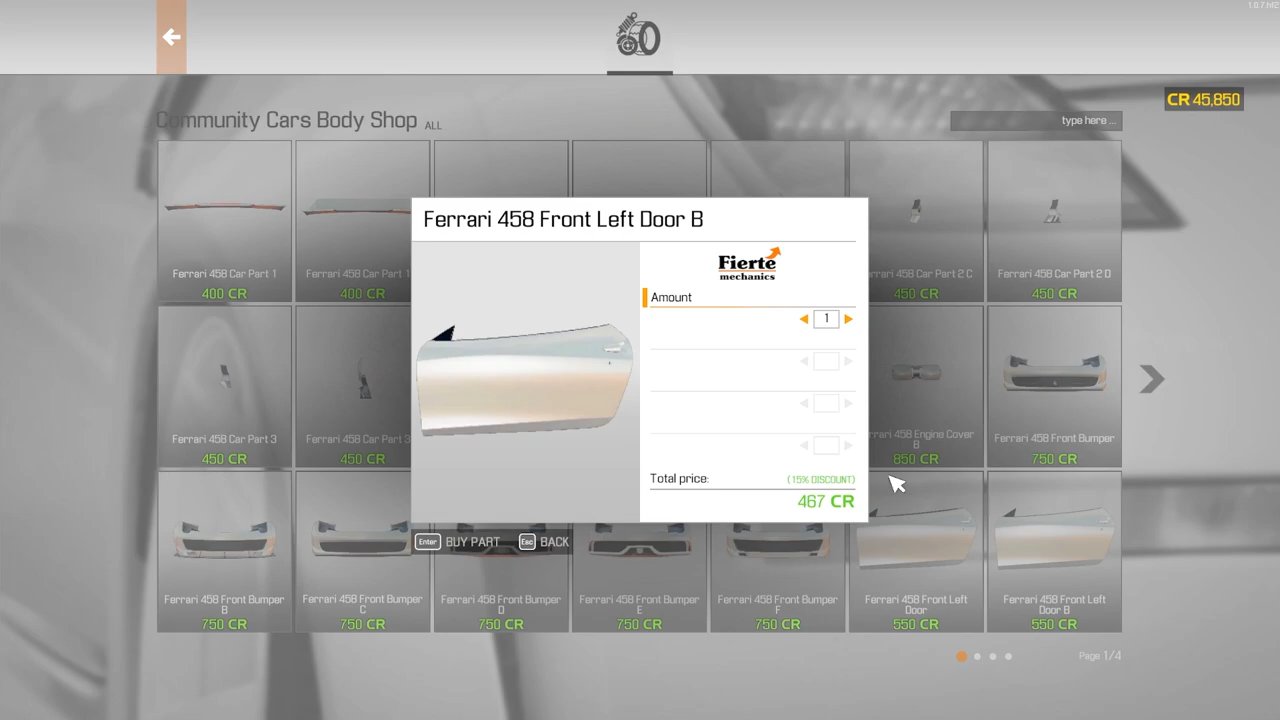 1.6.7.hf2
CR 45,850
Community Cars Body Shop ALL
type here ...
Ferrari 458 Car Part 1
400 CR
Ferrari 458 Car Part 1
400 CR
Ferrari 458 Front Left Door B
Fierte
mechanics
Amount
1
Total price:
(15% DISCOUNT)
467 CR
Enter BUY PART Esc BACK
Car Part 2 C
450 CR
Ferrari 458 Car Part 2 D
450 CR
Ferrari 458 Car Part 3
450 CR
Ferrari 458 Car Part 3
450 CR
458 Engine Cover
B
850 CR
Ferrari 458 Front Bumper
750 CR
Ferrari 458 Front Bumper
B
750 CR
Ferrari 458 Front Bumper
C
750 CR
Ferrari 458 Front Bumper
D
750 CR
Ferrari 458 Front Bumper
E
750 CR
Ferrari 458 Front Bumper
F
750 CR
Ferrari 458 Front Left
Door
550 CR
Ferrari 458 Front Left
Door B
550 CR
Page 1/4